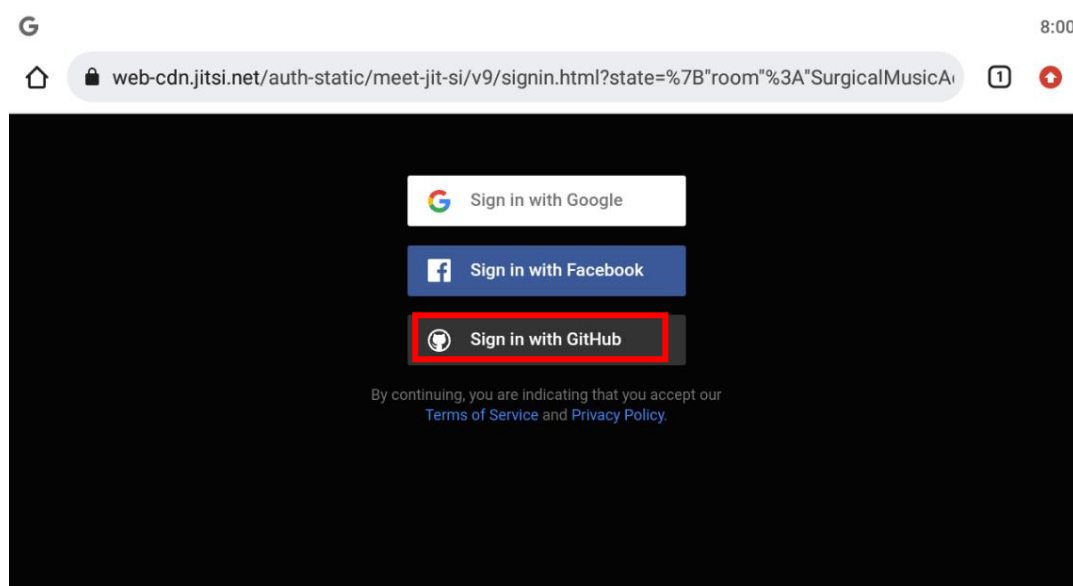 8:00
web-cdn.jitsi.net/auth-static/meet-jit-si/v9/signin.html?state=%7B"room"%3A"SurgicalMusicA
1
Sign in with Google
Sign in with Facebook
Sign in with GitHub
By continuing, you are indicating that you accept our
Terms of Service and Privacy Policy.